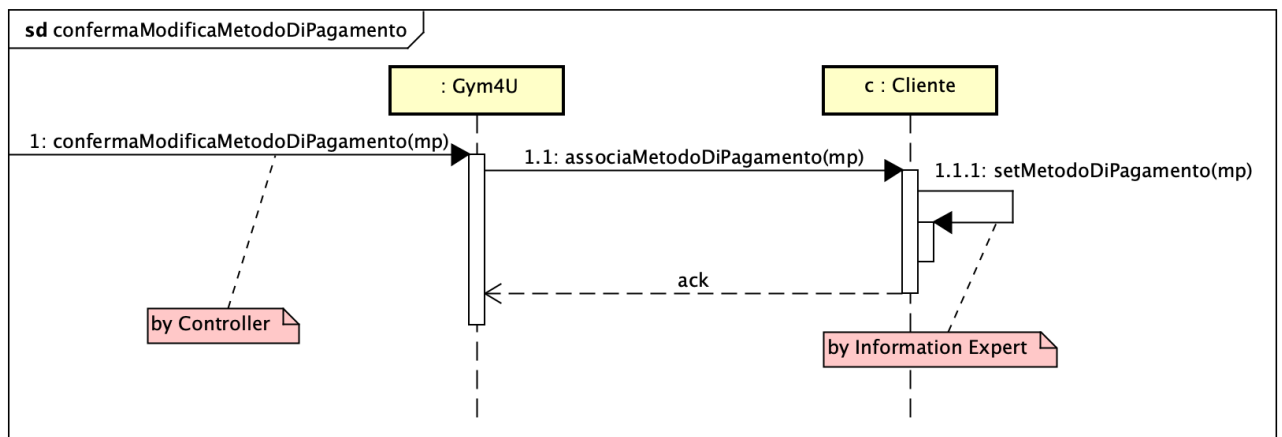 sd confermaModificaMetodoDiPagamento
: Gym4U
c : Cliente
1: confermaModificaMetodoDiPagamento(mp)
1.1: associaMetodoDiPagamento(mp)
1.1.1: setMetodoDiPagamento(mp)
ack
by Controller
by Information Expert